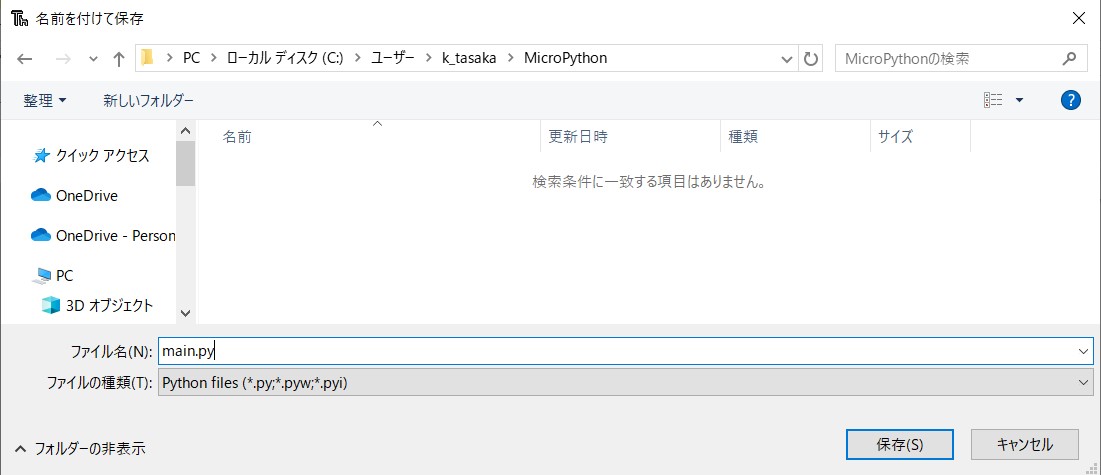 名前を付けて保存
PC ローカル ディスク (C:) ユーザー k_tasaka MicroPython MicroPythonの検索
整理 新しいフォルダー
名前 更新日時 種類 サイズ
検索条件に一致する項目はありません。
クイック アクセス
OneDrive
OneDrive - Person
PC
3D オブジェクト
ファイル名(N): main.py
ファイルの種類(T): Python files (*.py;*.pyw;*.pyi)
フォルダーの非表示 保存(S) キャンセル